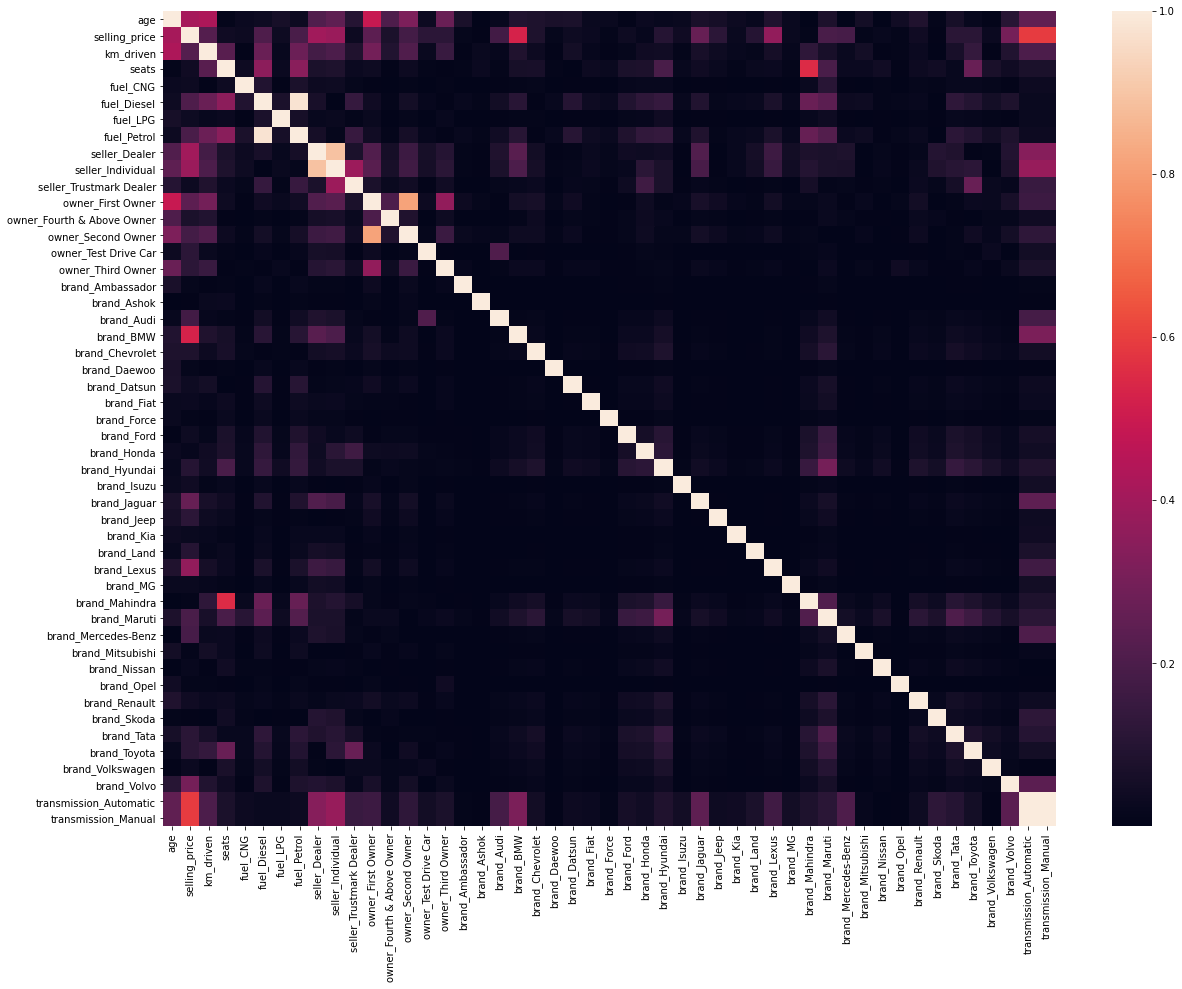 age
selling_price
km_driven
seats
fuel_CNG
fuel_Diesel
fuel_LPG
fuel_Petrol
seller_Dealer
seller_Individual
seller_Trustmark Dealer
owner_First Owner
owner_Fourth & Above Owner
owner_Second Owner
owner_Test Drive Car
owner_Third Owner
brand_Ambassador
brand_Ashok
brand_Audi
brand_BMW
brand_Chevrolet
brand_Daewoo
brand_Datsun
brand_Fiat
brand_Force
brand_Ford
brand_Honda
brand_Hyundai
brand_Isuzu
brand_Jaguar
brand_Jeep
brand_Kia
brand_Land
brand_Lexus
brand_MG
brand_Mahindra
brand_Maruti
brand_Mercedes-Benz
brand_Mitsubishi
brand_Nissan
brand_Opel
brand_Renault
brand_Skoda
brand_Tata
brand_Toyota
brand_Volkswagen
brand_Volvo
transmission_Automatic
transmission_Manual
age
selling_price
km_driven
seats
fuel_CNG
fuel_Diesel
fuel_LPG
fuel_Petrol
seller_Dealer
seller_Individual
seller_Trustmark Dealer
owner_First Owner
owner_Fourth & Above Owner
owner_Second Owner
owner_Test Drive Car
owner_Third Owner
brand_Ambassador
brand_Ashok
brand_Audi
brand_BMW
brand_Chevrolet
brand_Daewoo
brand_Datsun
brand_Fiat
brand_Force
brand_Ford
brand_Honda
brand_Hyundai
brand_Isuzu
brand_Jaguar
brand_Jeep
brand_Kia
brand_Land
brand_Lexus
brand_MG
brand_Mahindra
brand_Maruti
brand_Mercedes-Benz
brand_Mitsubishi
brand_Nissan
brand_Opel
brand_Renault
brand_Skoda
brand_Tata
brand_Toyota
brand_Volkswagen
brand_Volvo
transmission_Automatic
transmission_Manual
1.0
0.8
0.6
0.4
0.2